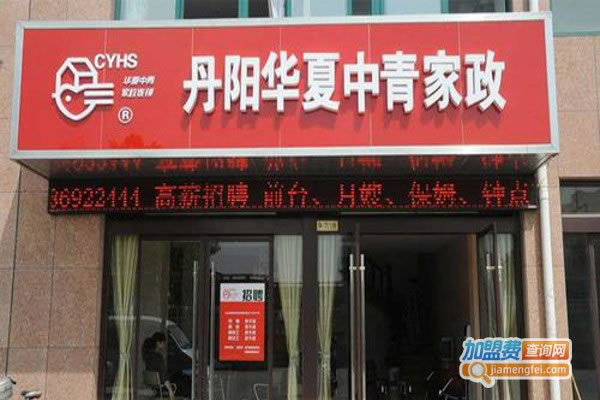 CYHS
华夏中青
家政连锁
®
丹阳华夏中青家政
36922444 高薪招聘 前台、月嫂、保姆、钟点
招聘
加盟费查询网
jiamengfei.com